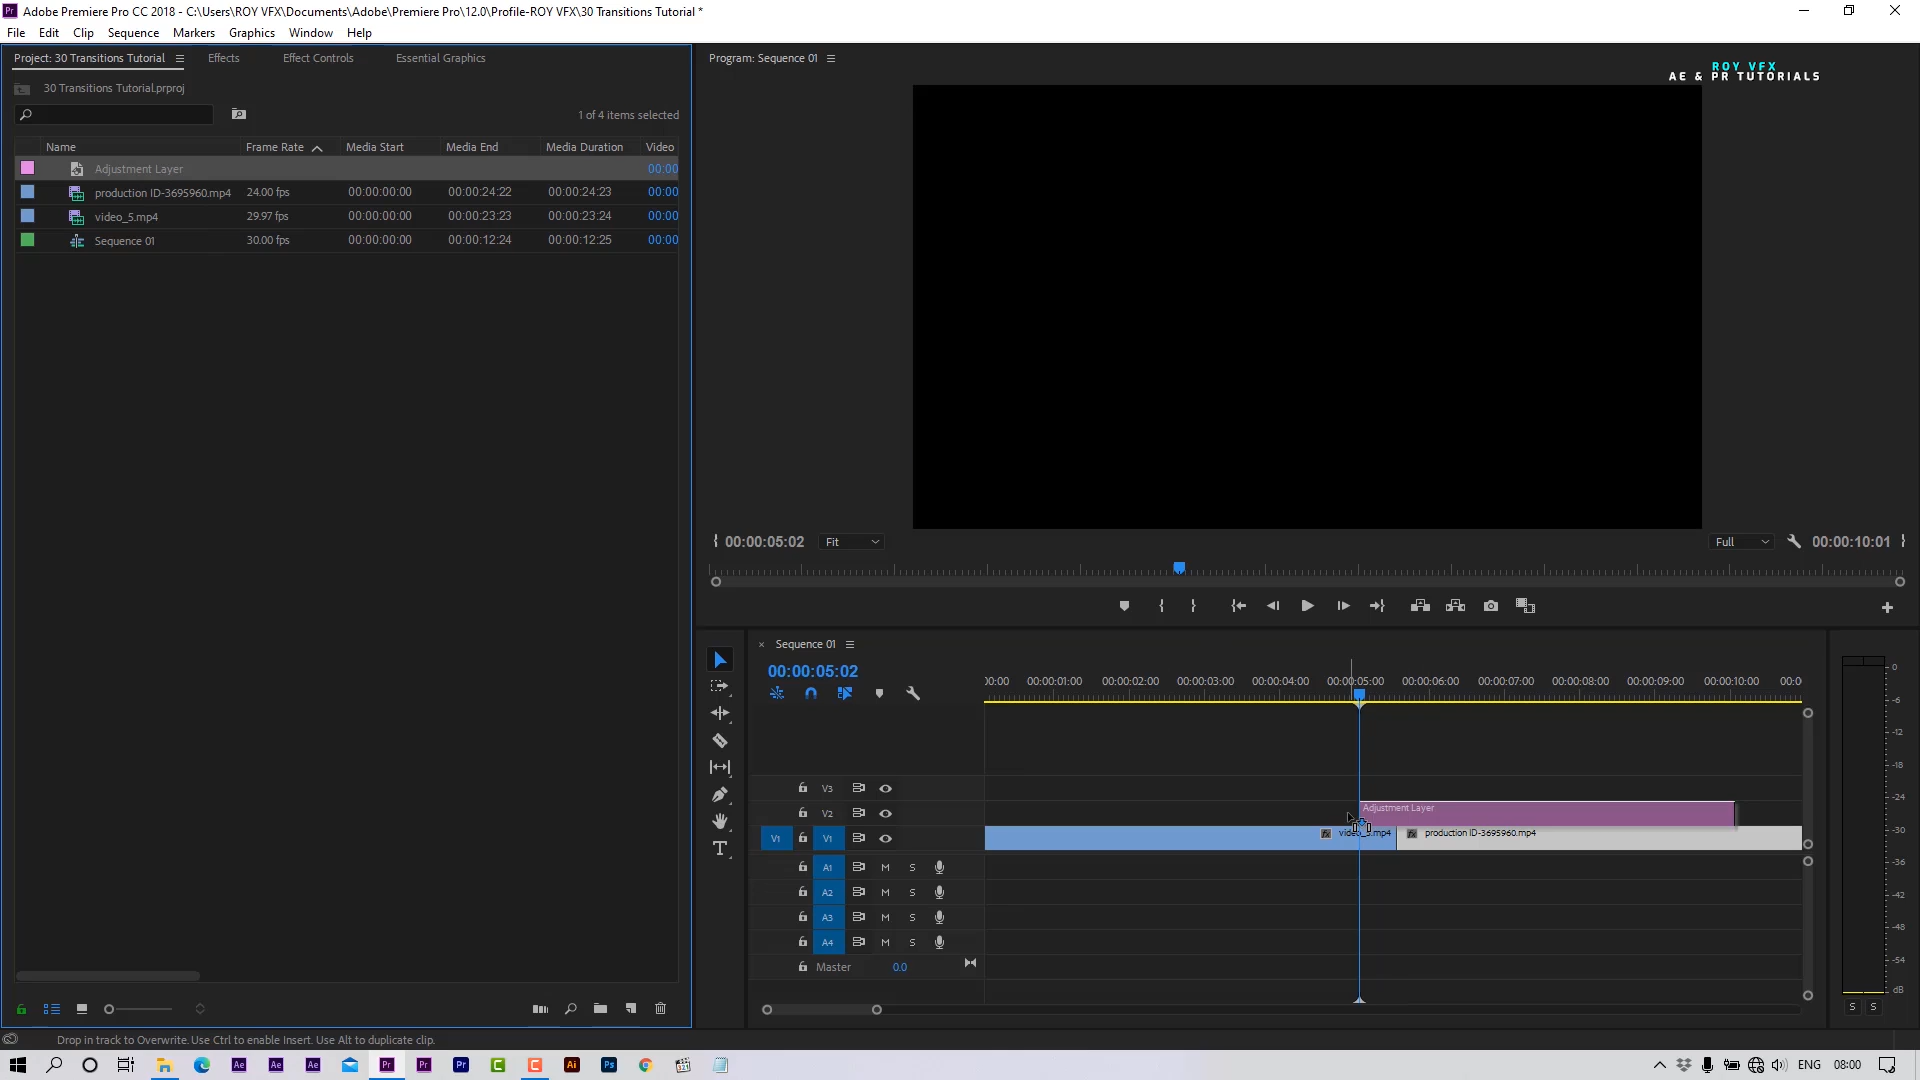 Adobe Premiere Pro CC 2018 - C:\Users\ROY VFX\Documents\Adobe\Premiere Pro\12.0\Profile-ROY VFX\30 Transitions Tutorial *
File Edit Clip Sequence Markers Graphics Window Help
Project: 30 Transitions Tutorial Effects Effect Controls Essential Graphics
30 Transitions Tutorial.prproj
1 of 4 items selected
Name Frame Rate Media Start Media End Media Duration Video
Adjustment Layer 00:00
production ID-3695960.mp4 24.00 fps 00:00:00:00 00:00:24:22 00:00:24:23 00:00
video_5.mp4 29.97 fps 00:00:00:00 00:00:23:23 00:00:23:24 00:00
Sequence 01 30.00 fps 00:00:00:00 00:00:12:24 00:00:12:25 00:00
Program: Sequence 01
ROY VFX
AE & PR TUTORIALS
00:00:05:02 Fit Full 00:00:10:01
Sequence 01
00:00:05:02
00:00 00:00:01:00 00:00:02:00 00:00:03:00 00:00:04:00 00:00:05:00 00:00:06:00 00:00:07:00 00:00:08:00 00:00:09:00 00:00:10:00 00:0
V3
V2 Adjustment Layer
V1 V1 video_5.mp4 production ID-3695960.mp4
A1 M S
A2 M S
A3 M S
A4 M S
Master 0.0
0
-6
-12
-18
-24
-30
-36
-42
-48
-54
dB
S S
Drop in track to Overwrite. Use Ctrl to enable Insert. Use Alt to duplicate clip.
ENG 08:00